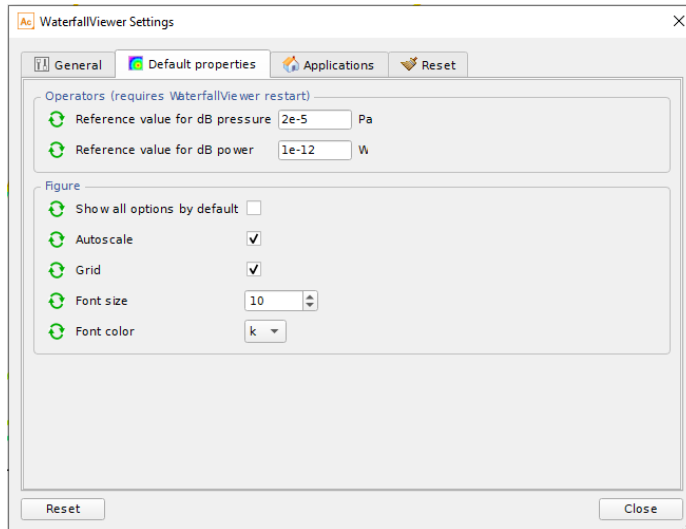 Ac WaterfallViewer Settings
General Default properties Applications Reset
Operators (requires WaterfallViewer restart)
Reference value for dB pressure 2e-5 Pa
Reference value for dB power 1e-12 W
Figure
Show all options by default
Autoscale
Grid
Font size 10
Font color k
Reset Close